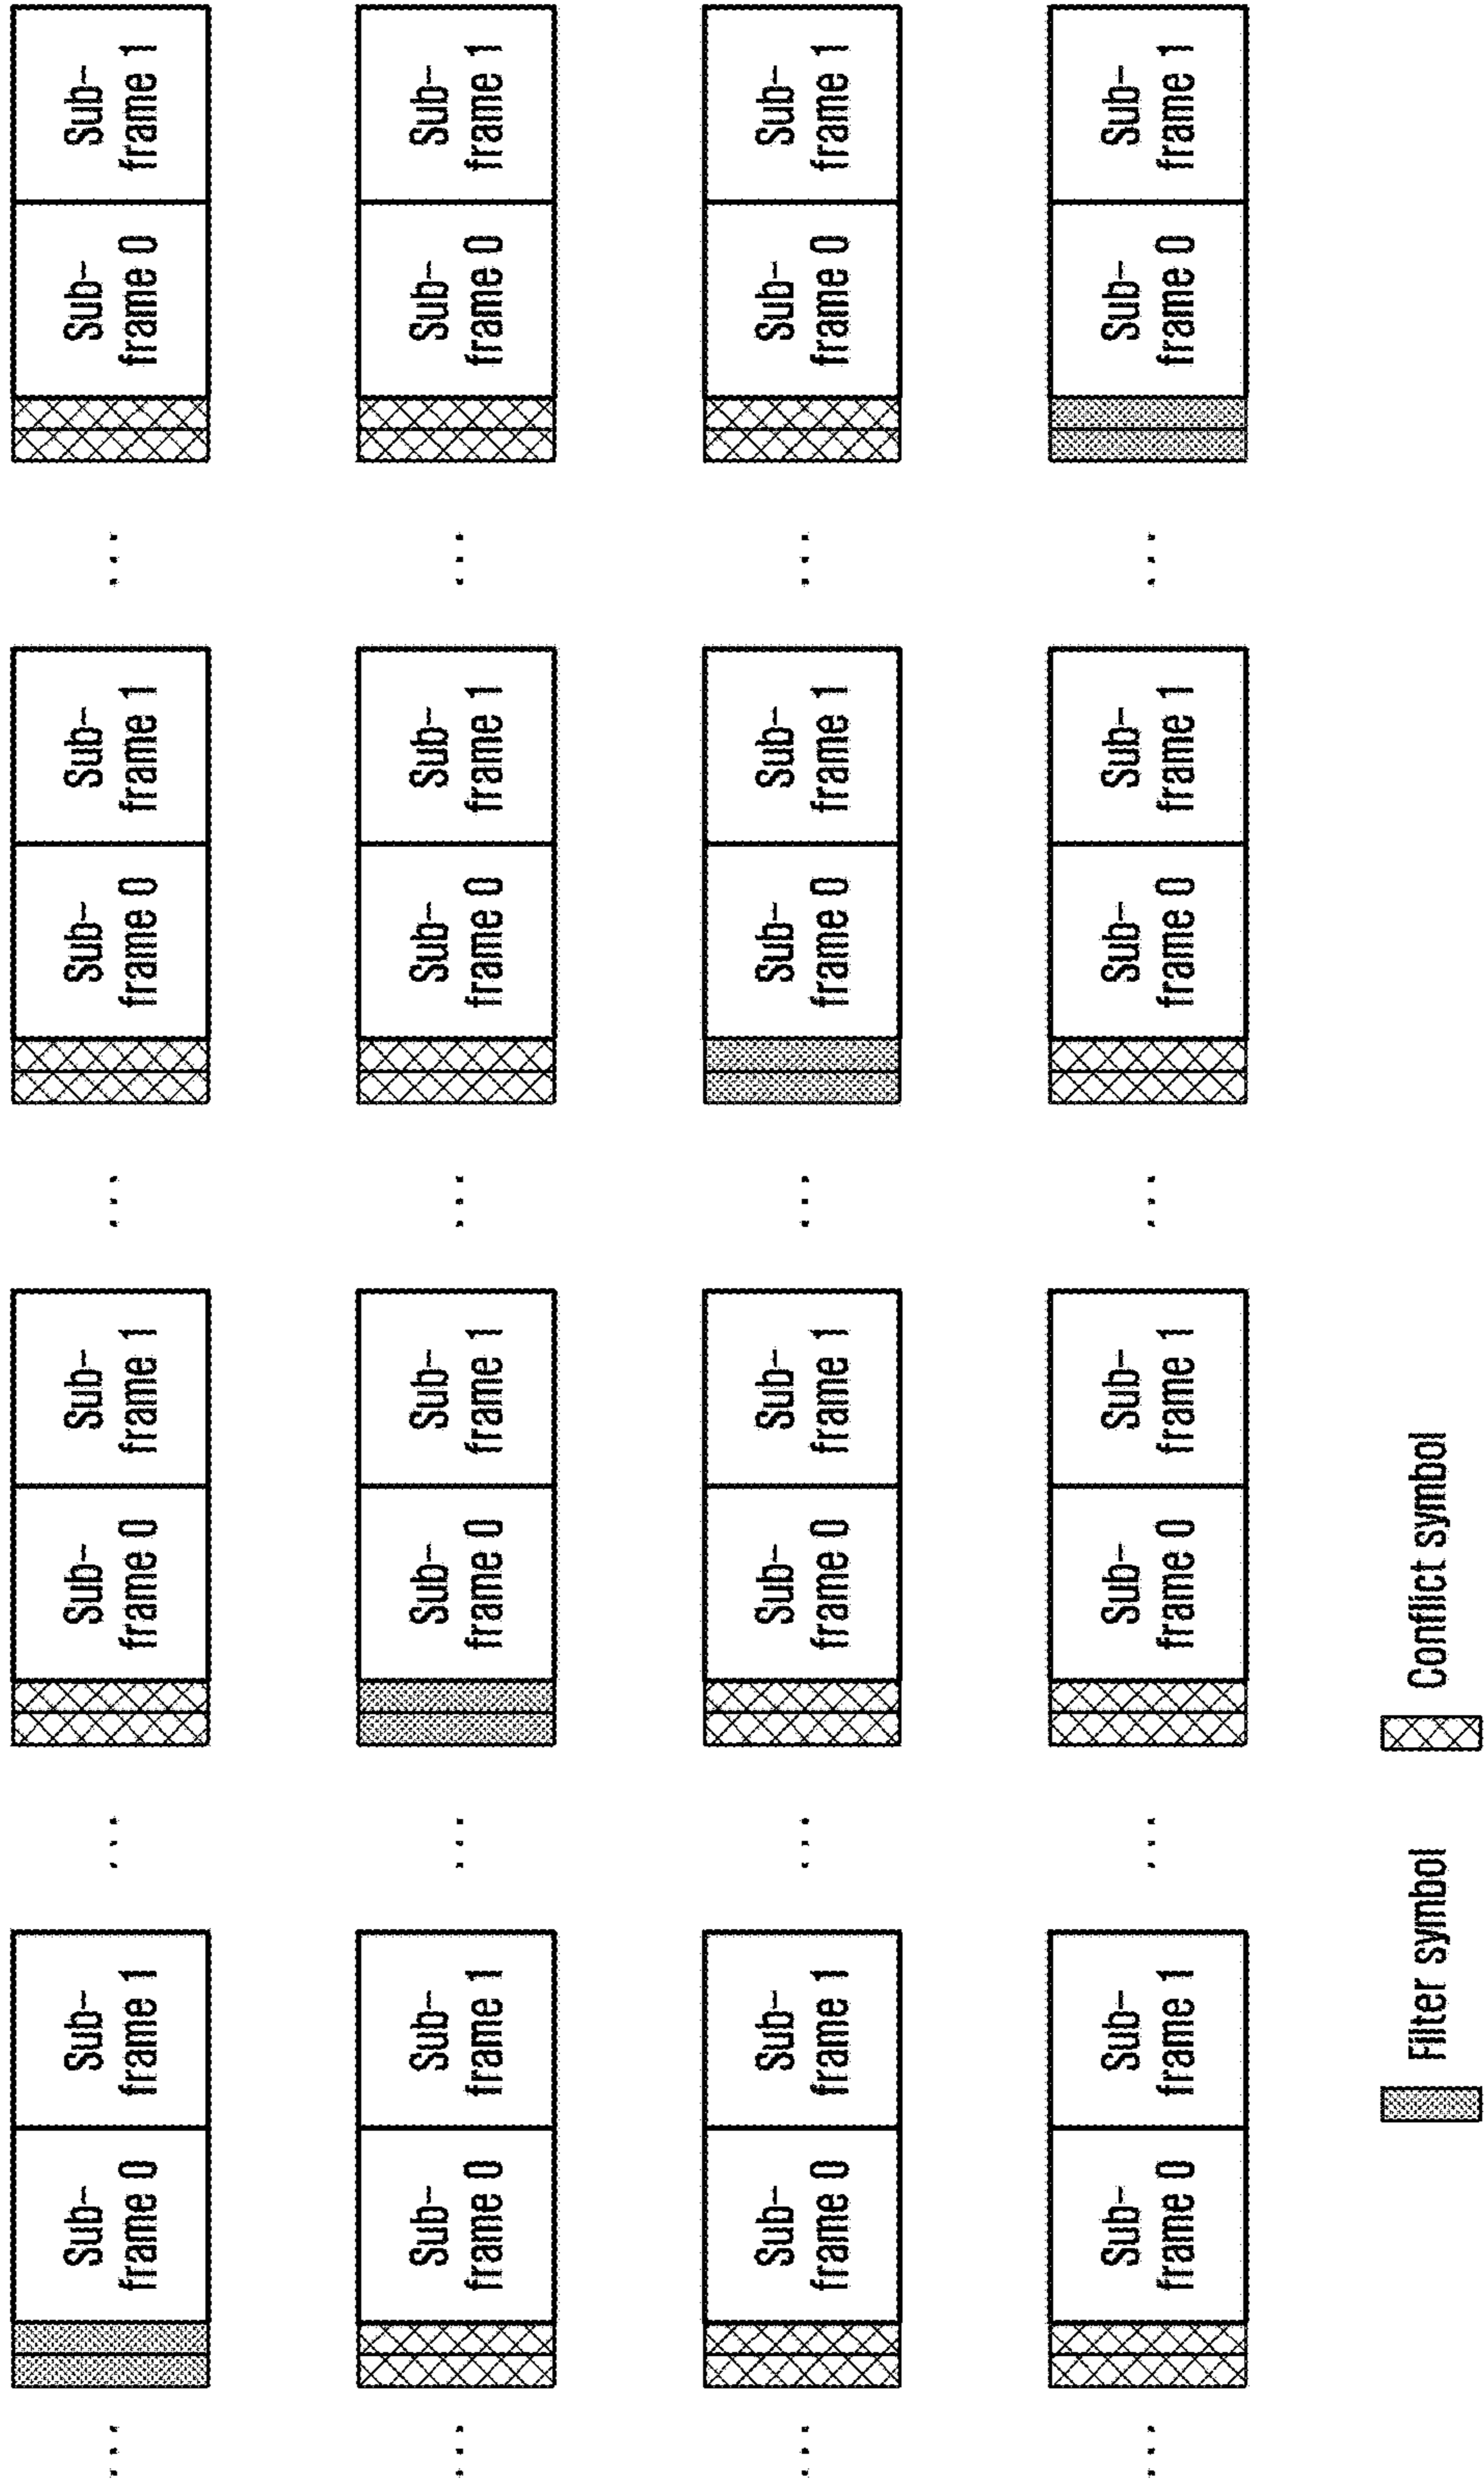 ...
Sub-
frame 0
Sub-
frame 1
...
Sub-
frame 0
Sub-
frame 1
...
Sub-
frame 0
Sub-
frame 1
...
Sub-
frame 0
Sub-
frame 1
...
Sub-
frame 0
Sub-
frame 1
...
Sub-
frame 0
Sub-
frame 1
...
Sub-
frame 0
Sub-
frame 1
...
Sub-
frame 0
Sub-
frame 1
...
Sub-
frame 0
Sub-
frame 1
...
Sub-
frame 0
Sub-
frame 1
...
Sub-
frame 0
Sub-
frame 1
...
Sub-
frame 0
Sub-
frame 1
...
Sub-
frame 0
Sub-
frame 1
...
Sub-
frame 0
Sub-
frame 1
...
Sub-
frame 0
Sub-
frame 1
...
Sub-
frame 0
Sub-
frame 1
Filter symbol
Conflict symbol